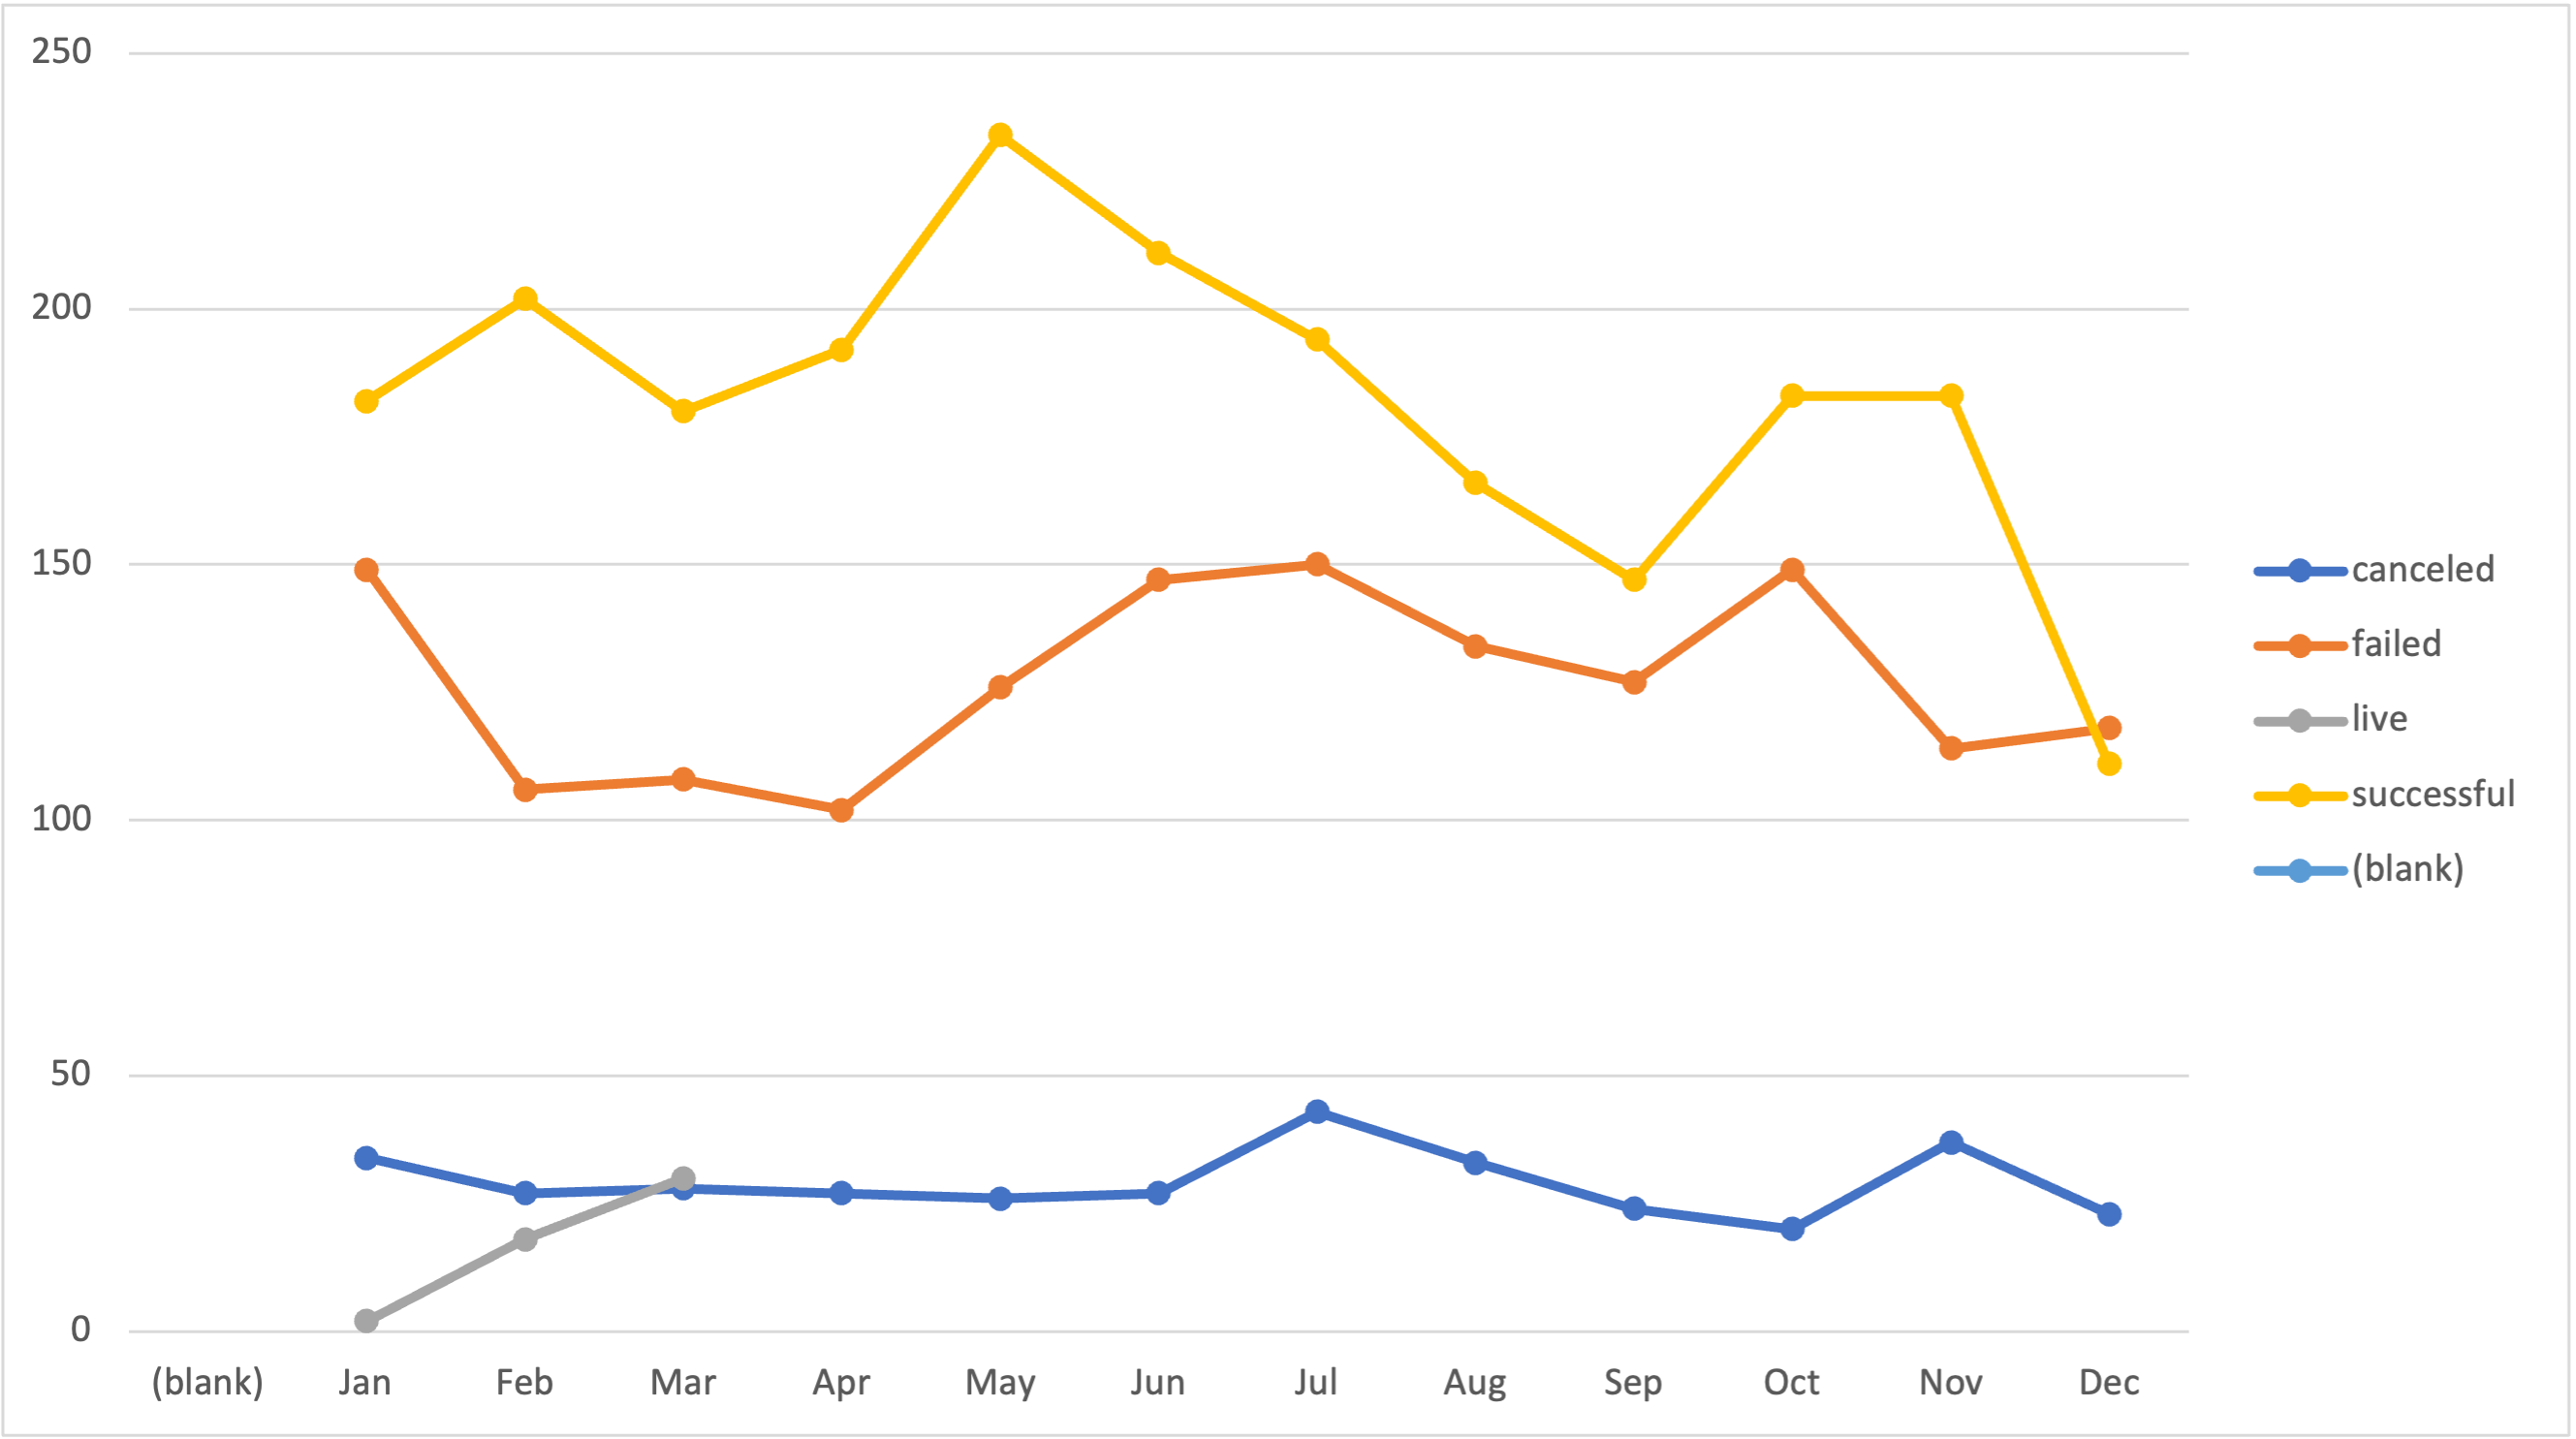 250
200
150
100
50
0
(blank) Jan Feb Mar Apr May Jun Jul Aug Sep Oct Nov Dec
canceled
failed
live
successful
(blank)